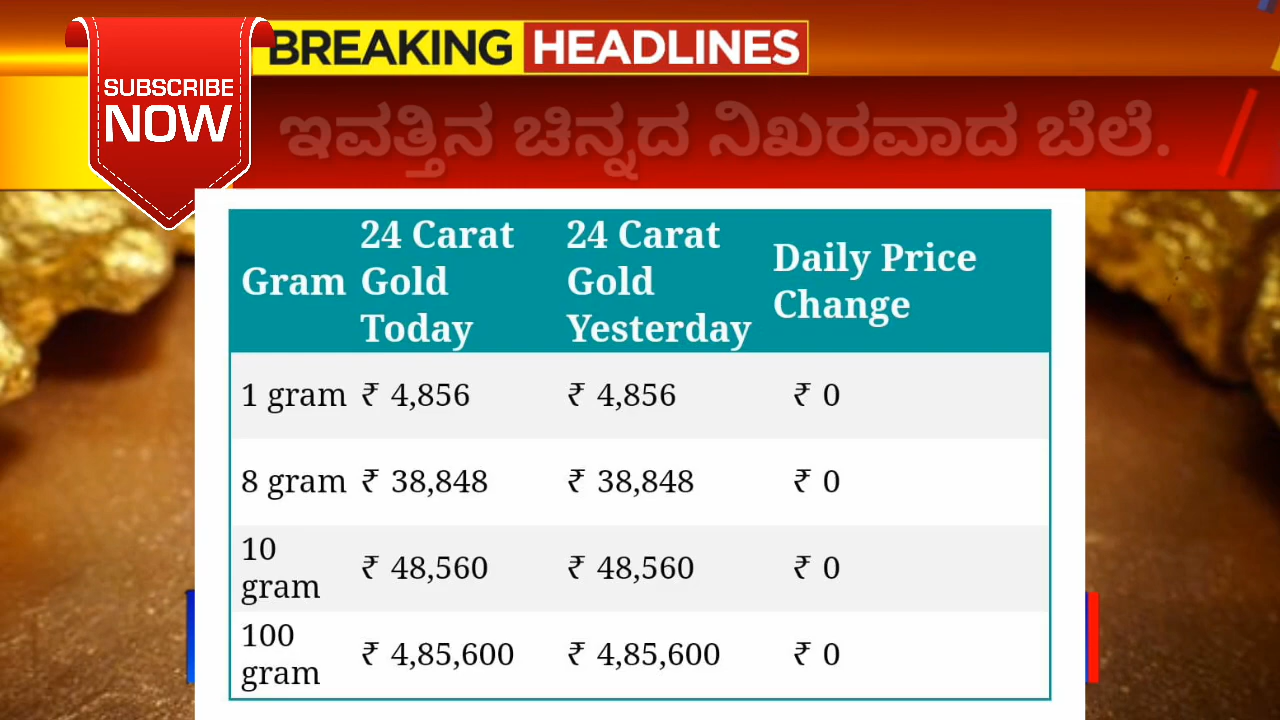 BREAKING HEADLINES
SUBSCRIBE
NOW
ಇವತ್ತಿನ ಚಿನ್ನದ ನಿಖರವಾದ ಬೆಲೆ.
Gram 24 Carat Gold Today 24 Carat Gold Yesterday Daily Price Change
1 gram ₹ 4,856 ₹ 4,856 ₹ 0
8 gram ₹ 38,848 ₹ 38,848 ₹ 0
10 gram ₹ 48,560 ₹ 48,560 ₹ 0
100 gram ₹ 4,85,600 ₹ 4,85,600 ₹ 0